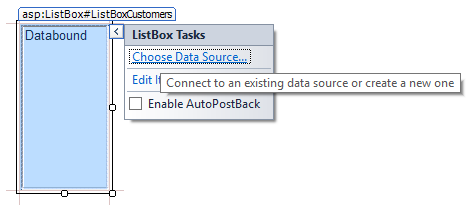 asp:ListBox#ListBoxCustomers
Databound
ListBox Tasks
Choose Data Source...
Edit It
Connect to an existing data source or create a new one
Enable AutoPostBack